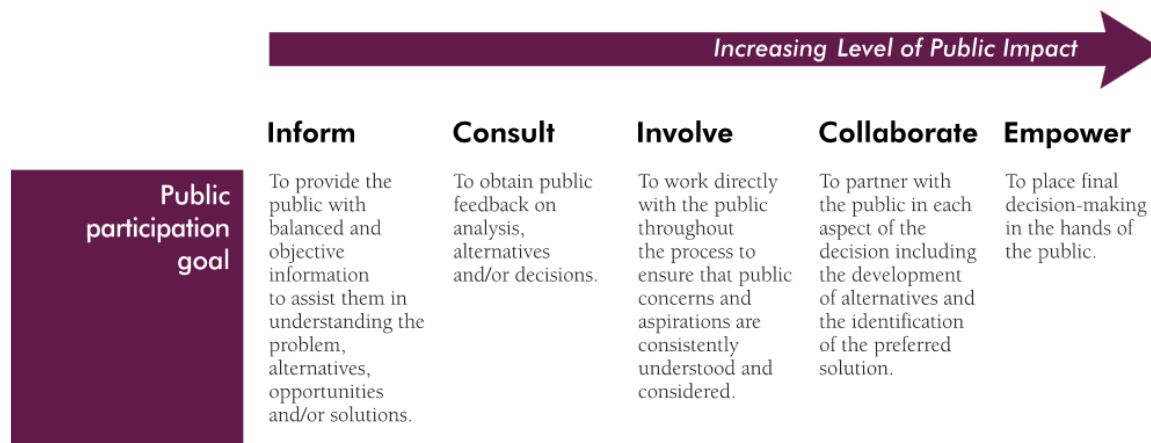 Increasing Level of Public Impact
Inform
Consult
Involve
Collaborate
Empower
Public
participation
goal
To provide the
public with
balanced and
objective
information
to assist them in
understanding the
problem,
alternatives,
opportunities
and/or solutions.
To obtain public
feedback on
analysis,
alternatives
and/or decisions.
To work directly
with the public
throughout
the process to
ensure that public
concerns and
aspirations are
consistently
understood and
considered.
To partner with
the public in each
aspect of the
decision including
the development
of alternatives and
the identification
of the preferred
solution.
To place final
decision-making
in the hands of
the public.